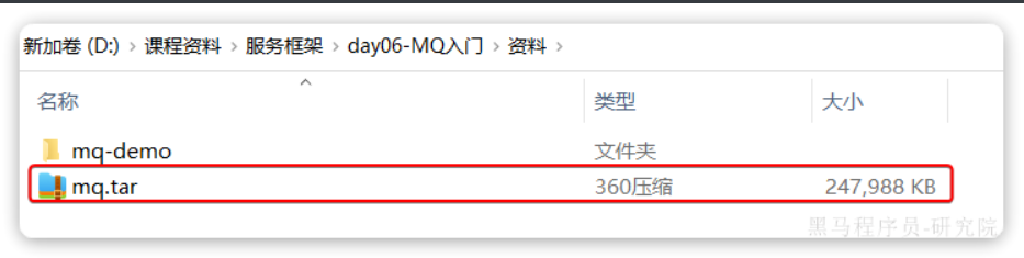 新加卷 (D:) › 课程资料 › 服务框架 › day06-MQ入门 › 资料 ›
名称 类型 大小
mq-demo 文件夹
mq.tar 360压缩 247,988 KB
黑马程序员-研究院